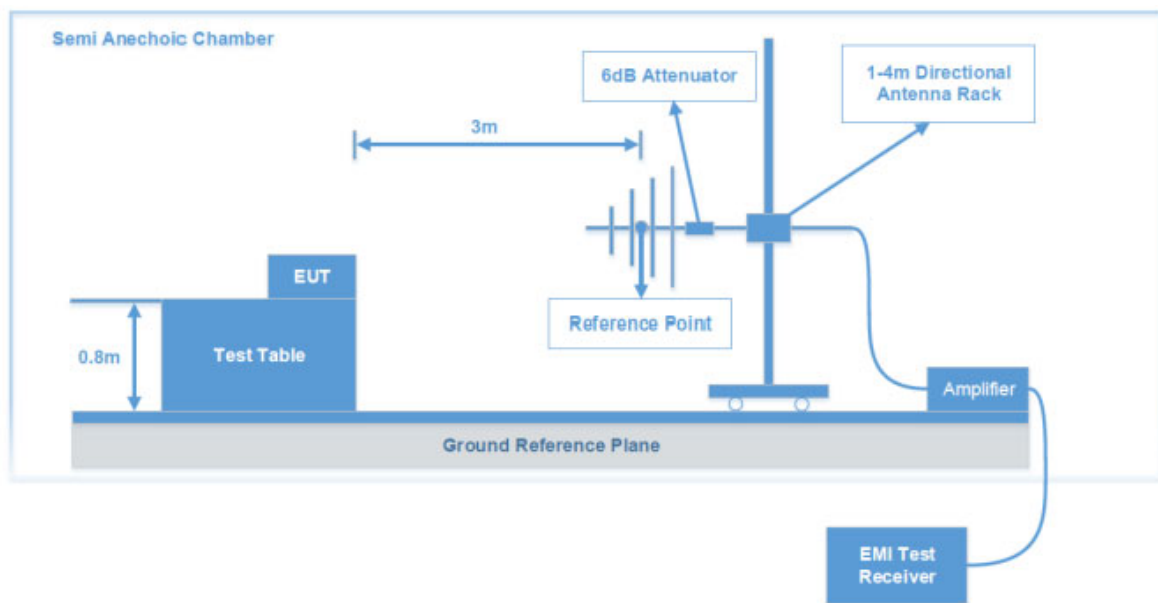 Semi Anechoic Chamber
6dB Attenuator
1-4m Directional
Antenna Rack
3m
EUT
Reference Point
0.8m
Test Table
Amplifier
Ground Reference Plane
EMI Test
Receiver